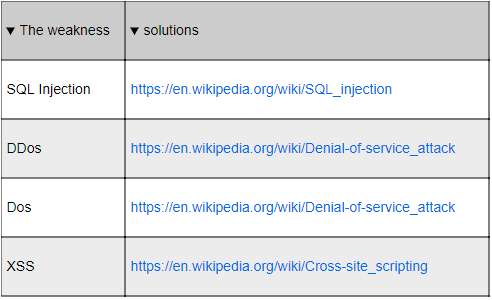 ▼ The weakness ▼ solutions
SQL Injection https://en.wikipedia.org/wiki/SQL_injection
DDos https://en.wikipedia.org/wiki/Denial-of-service_attack
Dos https://en.wikipedia.org/wiki/Denial-of-service_attack
XSS https://en.wikipedia.org/wiki/Cross-site_scripting